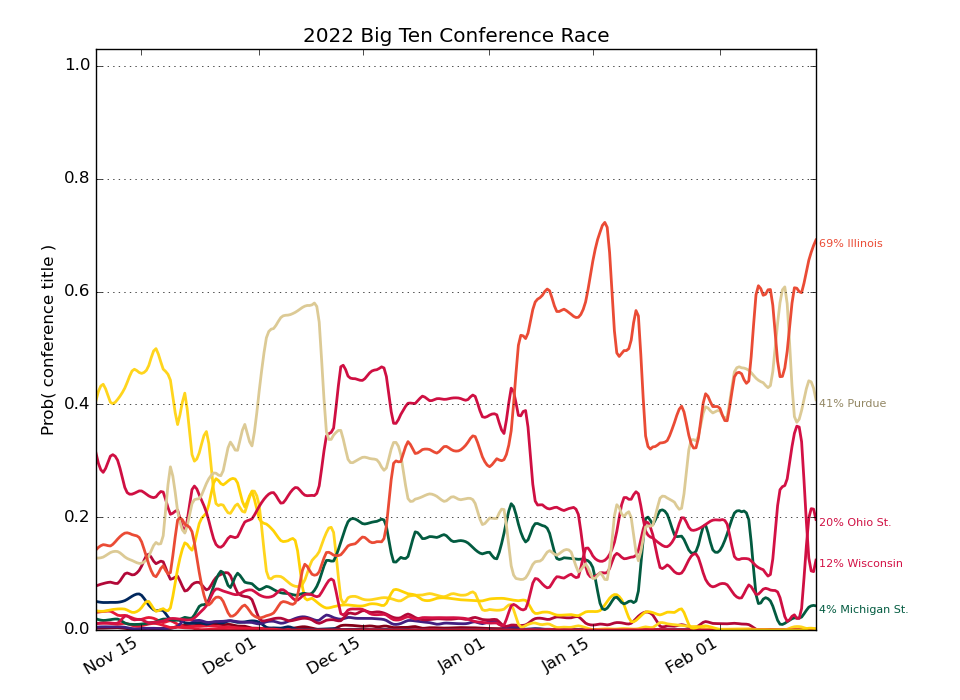 2022 Big Ten Conference Race
Prob( conference title )
1.0
0.8
0.6
0.4
0.2
0.0
Nov 15
Dec 01
Dec 15
Jan 01
Jan 15
Feb 01
69% Illinois
41% Purdue
20% Ohio St.
12% Wisconsin
4% Michigan St.